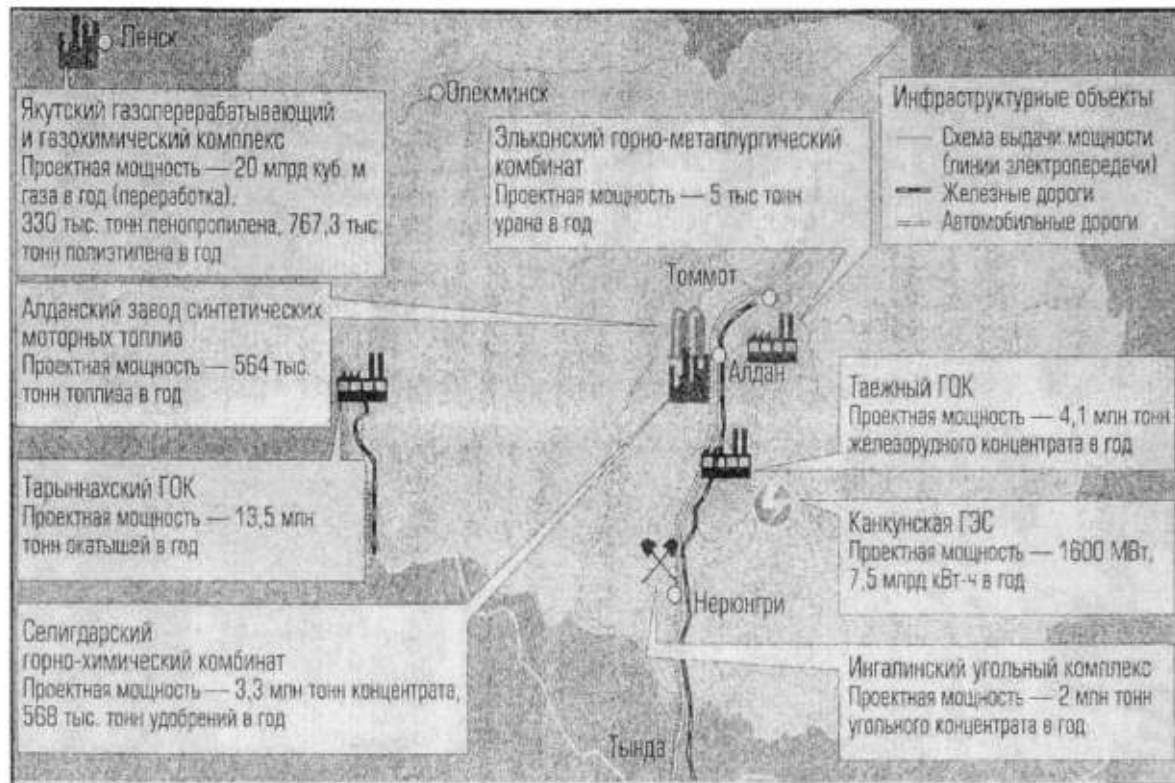 Ленск
Олекминск
Якутский газоперерабатывающий
и газохимический комплекс
Проектная мощность — 20 млрд куб. м
газа в год (переработка).
330 тыс. тонн пенопропилена, 767,3 тыс
тонн полиэтилена в год
Эльконский горно-металлургический
комбинат
Проектная мощность — 5 тыс тонн
урана в год
Инфраструктурные объекты
Схема выдачи мощности
(линии электропередачи)
Железные дороги
Автомобильные дороги
Алданский завод синтетических
моторных топлив
Проектная мощность — 564 тыс.
тонн топлива в год
Томмот
Алдан
Таежный ГОК
Проектная мощность — 4,1 млн тонн
железорудного концентрата в год
Тарыннахский ГОК
Проектная мощность — 13,5 млн
тонн окатышей в год
Канкунская ГЭС
Проектная мощность — 1600 МВт,
7,5 млрд кВт-ч в год
Нерюнгри
Селигдарский
горно-химический комбинат
Проектная мощность — 3,3 млн тонн концентрата,
568 тыс. тонн удобрений в год
Ингалинский угольный комплекс
Проектная мощность — 2 млн тонн
угольного концентрата в год
Тында